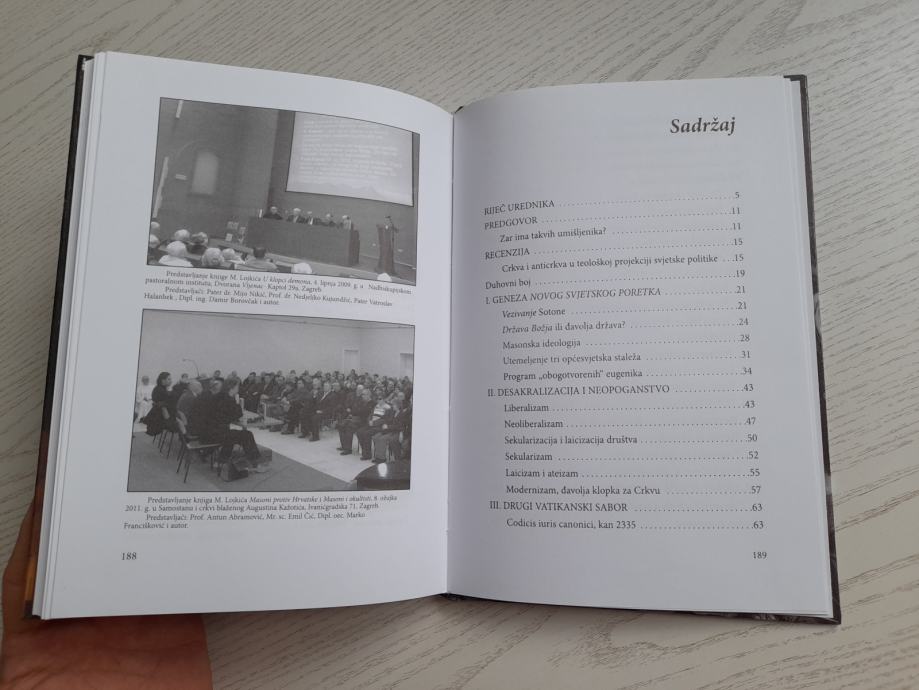 Predstavljanje knjige M. Lojkića U klopci demona, 4. lipnja 2009. g. u Nadbiskupijskom
pastoralnom institutu, Dvorana Vijenac - Kaptol 29a, Zagreb
Predstavljači: Pater dr. Mijo Nikić, Prof. dr. Nedjeljko Kujundžić, Pater Vatroslav
Halambek, Dipl. ing. Damir Borovčak i autor.
Predstavljanje knjiga M. Lojkića Masoni protiv Hrvatske i Masoni i okultisti, 8. ožujka
2011. g. u Samostanu i crkvi blaženog Augustina Kažotića, Ivanićgradska 71, Zagreb.
Predstavljači: Prof. Antun Abramović, Mr. sc. Emil Čić, Dipl. oec. Marko
Francišković i autor.
188
Sadržaj
RIJEČ UREDNIKA ........ 5
PREDGOVOR ........ 11
Zar ima takvih umišljenika? ........ 11
RECENZIJA ........ 15
Crkva i anticrkva u teološkoj projekciji svjetske politike ... 15
Duhovni boj ........ 19
I. GENEZA NOVOG SVJETSKOG PORETKA ........ 21
Vezivanje Sotone ........ 21
Država Božja ili đavolja država? ........ 24
Masonska ideologija ........ 28
Utemeljenje tri općesvjetska staleža ........ 31
Program „obogotvorenih" eugenika ........ 34
II. DESAKRALIZACIJA I NEOPOGANSTVO ........ 43
Liberalizam ........ 43
Neoliberalizam ........ 47
Sekularizacija i laicizacija društva ........ 50
Sekularizam ........ 52
Laicizam i ateizam ........ 55
Modernizam, đavolja klopka za Crkvu ........ 57
III. DRUGI VATIKANSKI SABOR ........ 63
Codicis iuris canonici, kan 2335 ........ 63
189